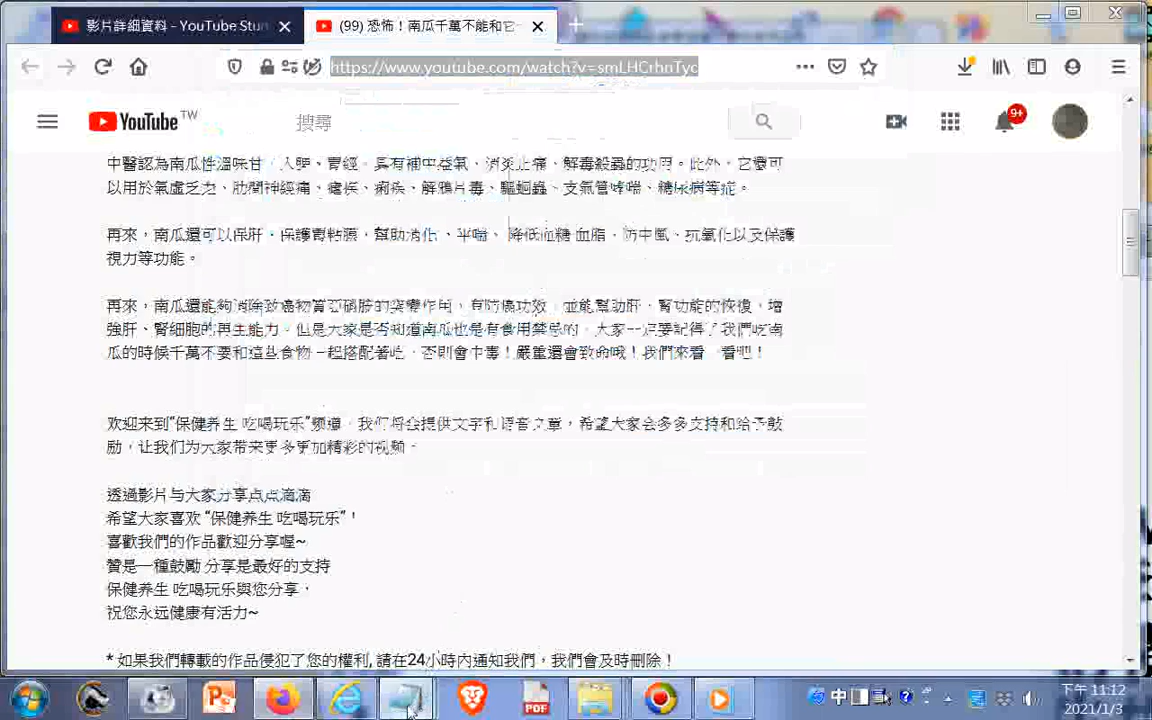 影片詳細資料 - YouTube Stun
(99) 恐怖！南瓜千萬不能和它一
https://www.youtube.com/watch?v=smLHCrhnTyc
YouTube TW
搜尋
9+
中醫認為南瓜性溫味甘，入脾、胃經。具有補中益氣、消炎止痛、解毒殺蟲的功用。此外，它還可
以用於氣虛乏力、肋間神經痛、瘧疾、痢疾、解鴉片毒、驅蛔蟲、支氣管哮喘、糖尿病等症。
再來，南瓜還可以保肝、保護胃粘膜，幫助消化、平喘、 降低血糖 血脂、防中風、抗氧化以及保護
視力等功能。
再來，南瓜還能夠消除致癌物質亞硝胺的突變作用，有防癌功效，並能幫助肝、腎功能的恢復，增
強肝、腎細胞的再生能力。但是大家是否知道南瓜也是有食用禁忌的，大家一定要記得了我們吃南
瓜的時候千萬不要和這些食物一起搭配著吃，否則會中毒！嚴重還會致命哦！我們來看一看吧！
欢迎来到“保健养生 吃喝玩乐”频道，我们将会提供文字和语音文章，希望大家会多多支持和给予鼓
励，让我们为大家带来更多更加精彩的视频。
透過影片与大家分享点点滴滴
希望大家喜欢 “保健养生 吃喝玩乐”！
喜歡我們的作品歡迎分享喔~
贊是一種鼓勵 分享是最好的支持
保健养生 吃喝玩乐與您分享，
祝您永远健康有活力~
* 如果我們轉載的作品侵犯了您的權利, 請在24小時內通知我們，我們會及時刪除！
PDF
中
下午 11:12
2021/1/3